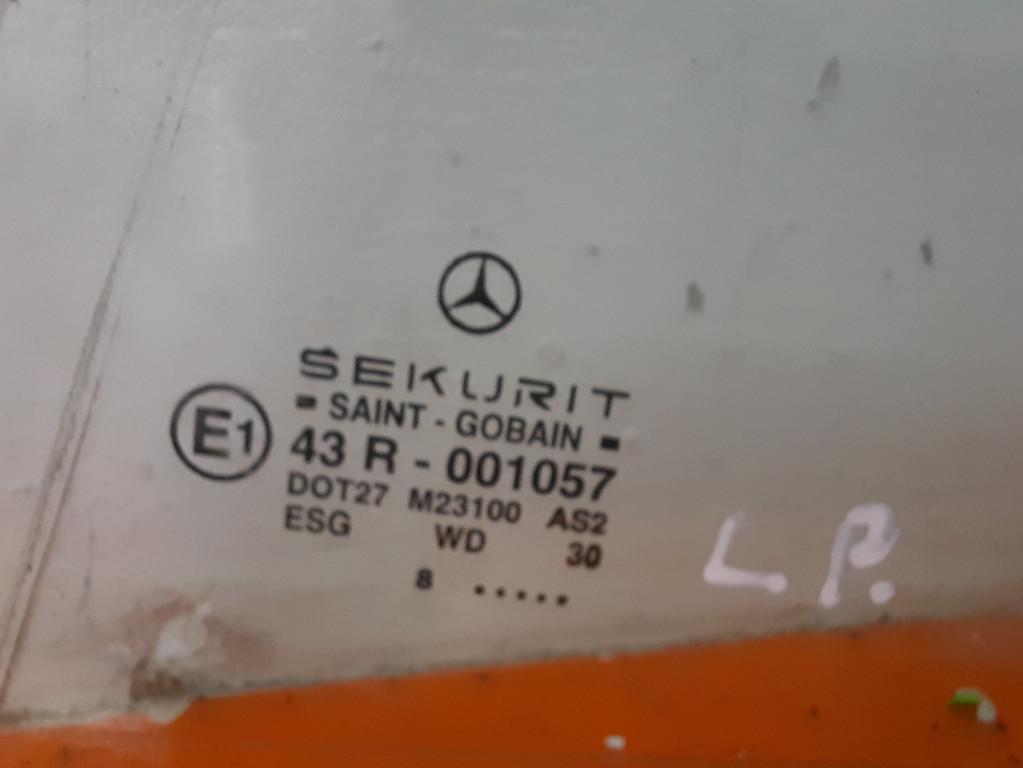 SEKURIT
SAINT - GOBAIN
E1
43 R - 001057
DOT27 M23100 AS2
ESG WD 30
8 .....
L.P.